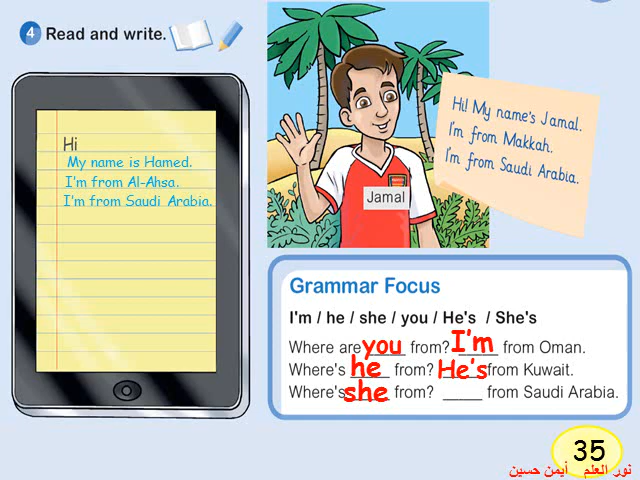 4 Read and write.
Hi
My name is Hamed.
I'm from Al-Ahsa.
I'm from Saudi Arabia.
Hi! My name's Jamal.
I'm from Makkah.
I'm from Saudi Arabia.
Jamal
Grammar Focus
I'm / he / she / you / He's / She's
Where are you from? I'm from Oman.
Where's he from? He's from Kuwait.
Where's she from? _____ from Saudi Arabia.
35
نور العلم أيمن حسين